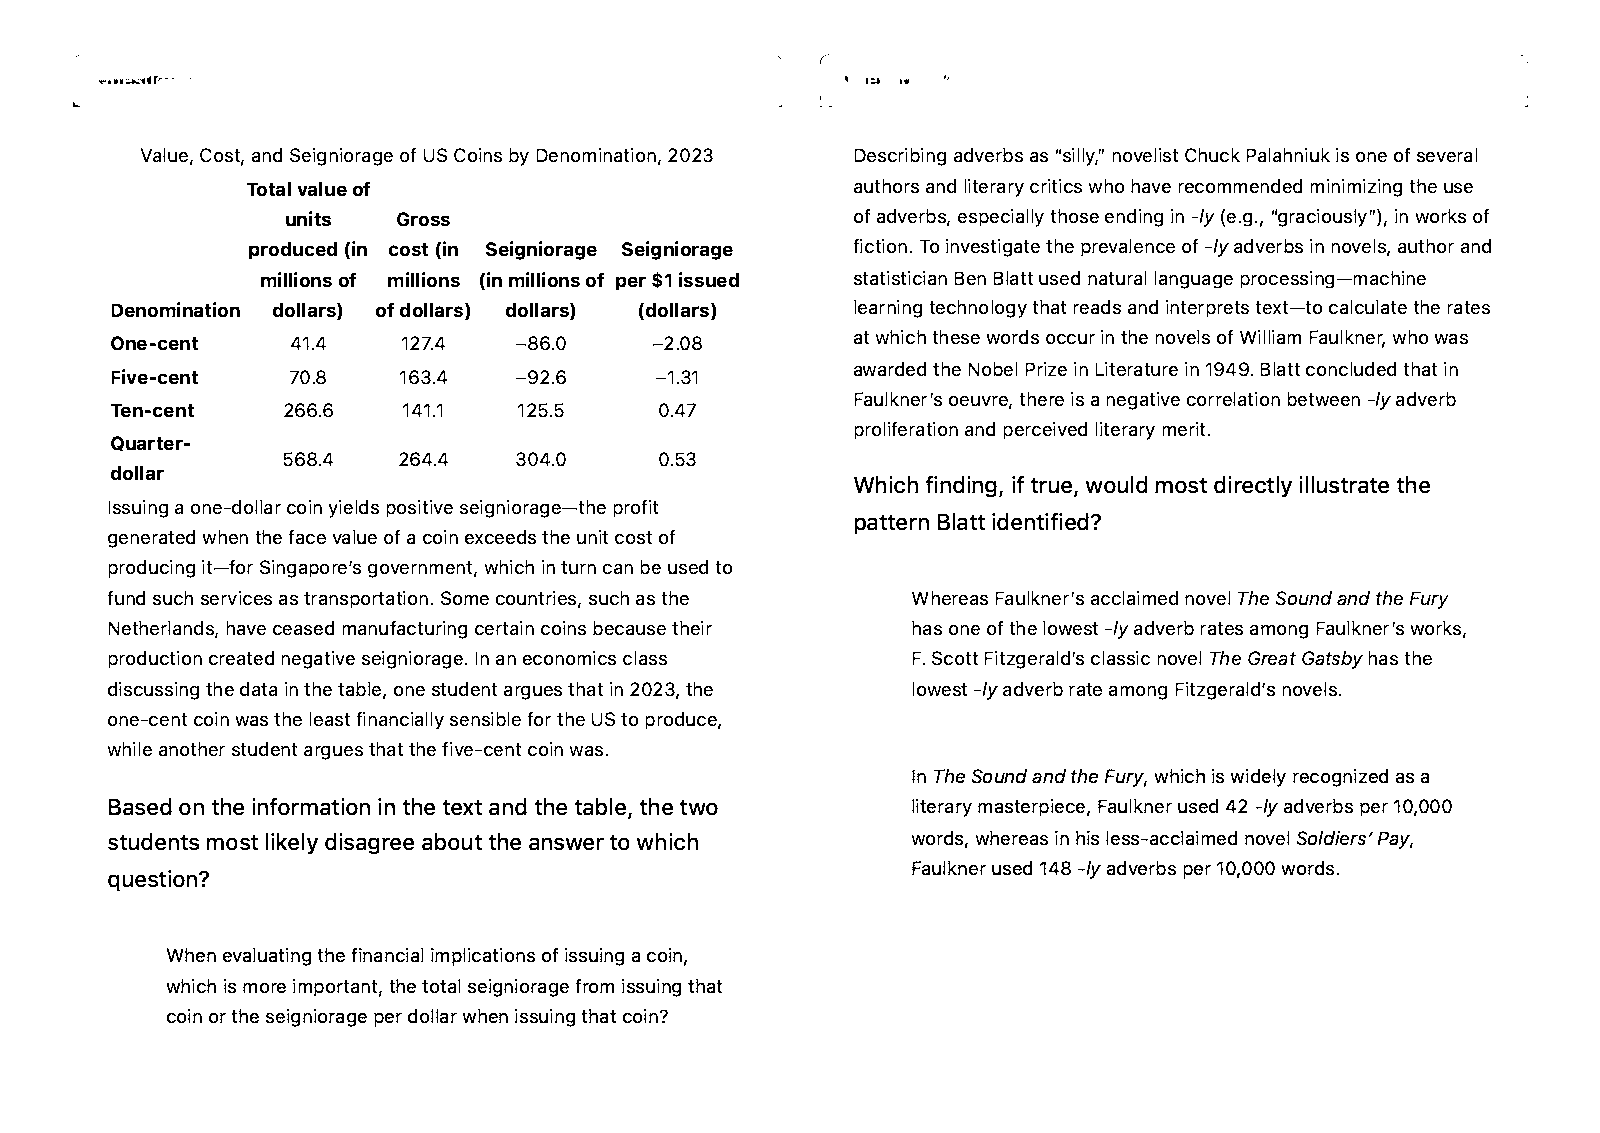 Value, Cost, and Seigniorage of US Coins by Denomination, 2023
Total value of
units Gross
produced (in cost (in Seigniorage Seigniorage
millions of millions (in millions of per $1 issued
Denomination dollars) of dollars) dollars) (dollars)
One-cent 41.4 127.4 −86.0 −2.08
Five-cent 70.8 163.4 −92.6 −1.31
Ten-cent 266.6 141.1 125.5 0.47
Quarter-
dollar 568.4 264.4 304.0 0.53
Issuing a one-dollar coin yields positive seigniorage—the profit
generated when the face value of a coin exceeds the unit cost of
producing it—for Singapore’s government, which in turn can be used to
fund such services as transportation. Some countries, such as the
Netherlands, have ceased manufacturing certain coins because their
production created negative seigniorage. In an economics class
discussing the data in the table, one student argues that in 2023, the
one-cent coin was the least financially sensible for the US to produce,
while another student argues that the five-cent coin was.
Based on the information in the text and the table, the two
students most likely disagree about the answer to which
question?
When evaluating the financial implications of issuing a coin,
which is more important, the total seigniorage from issuing that
coin or the seigniorage per dollar when issuing that coin?
Describing adverbs as “silly,” novelist Chuck Palahniuk is one of several
authors and literary critics who have recommended minimizing the use
of adverbs, especially those ending in -ly (e.g., “graciously”), in works of
fiction. To investigate the prevalence of -ly adverbs in novels, author and
statistician Ben Blatt used natural language processing—machine
learning technology that reads and interprets text—to calculate the rates
at which these words occur in the novels of William Faulkner, who was
awarded the Nobel Prize in Literature in 1949. Blatt concluded that in
Faulkner’s oeuvre, there is a negative correlation between -ly adverb
proliferation and perceived literary merit.
Which finding, if true, would most directly illustrate the
pattern Blatt identified?
Whereas Faulkner’s acclaimed novel The Sound and the Fury
has one of the lowest -ly adverb rates among Faulkner’s works,
F. Scott Fitzgerald’s classic novel The Great Gatsby has the
lowest -ly adverb rate among Fitzgerald’s novels.
In The Sound and the Fury, which is widely recognized as a
literary masterpiece, Faulkner used 42 -ly adverbs per 10,000
words, whereas in his less-acclaimed novel Soldiers’ Pay,
Faulkner used 148 -ly adverbs per 10,000 words.